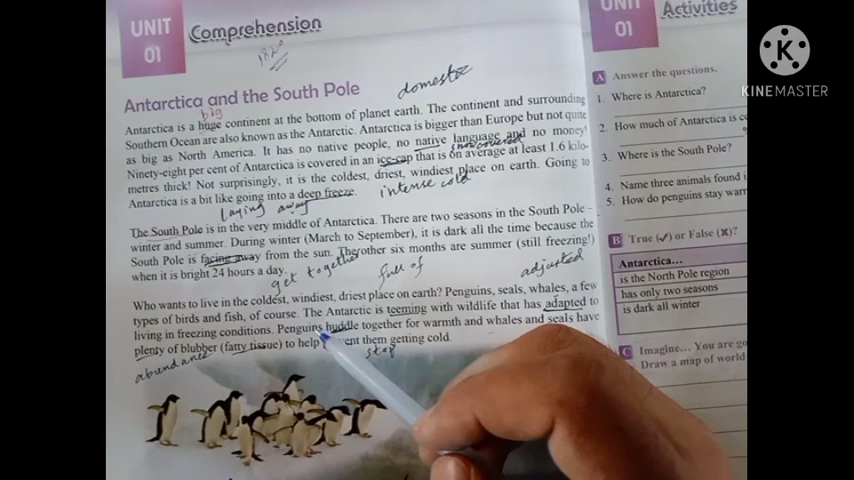 UNIT
01
Comprehension
Antarctica and the South Pole
domestic
big
Antarctica is a huge continent at the bottom of planet earth. The continent and surrounding
Southern Ocean are also known as the Antarctic. Antarctica is bigger than Europe but not quite
as big as North America. It has no native people, no native language and no money!
snow covered
Ninety-eight per cent of Antarctica is covered in an ice-cap that is on average at least 1.6 kilo-
metres thick! Not surprisingly, it is the coldest, driest, windiest place on earth. Going to
Antarctica is a bit like going into a deep freeze.
intense cold
laying away
The South Pole is in the very middle of Antarctica. There are two seasons in the South Pole –
winter and summer. During winter (March to September), it is dark all the time because the
South Pole is facing away from the sun. The other six months are summer (still freezing!)
when it is bright 24 hours a day.
get together
full of
adjusted
Who wants to live in the coldest, windiest, driest place on earth? Penguins, seals, whales, a few
types of birds and fish, of course. The Antarctic is teeming with wildlife that has adapted to
living in freezing conditions. Penguins huddle together for warmth and whales and seals have
plenty of blubber (fatty tissue) to help them getting cold.
abundance
stop
UNIT
01
Activities
A Answer the questions.
1. Where is Antarctica?
2. How much of Antarctica is
3. Where is the South Pole?
4. Name three animals found
5. How do penguins stay
B True (✓) or False (✗)?
Antarctica...
is the North Pole region
has only two seasons
is dark all winter
C Imagine... You are
Draw a map of world
KINEMASTER